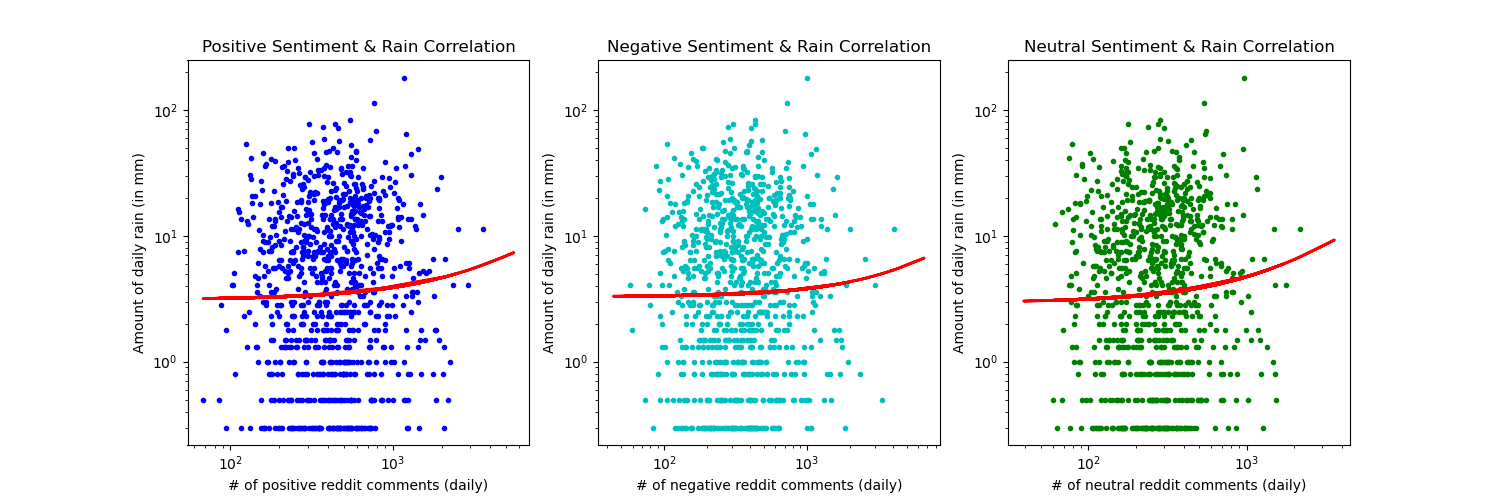 Positive Sentiment & Rain Correlation
Amount of daily rain (in mm)
10²
10¹
10⁰
10²
10³
# of positive reddit comments (daily)
Negative Sentiment & Rain Correlation
Amount of daily rain (in mm)
10²
10¹
10⁰
10²
10³
# of negative reddit comments (daily)
Neutral Sentiment & Rain Correlation
Amount of daily rain (in mm)
10²
10¹
10⁰
10²
10³
# of neutral reddit comments (daily)